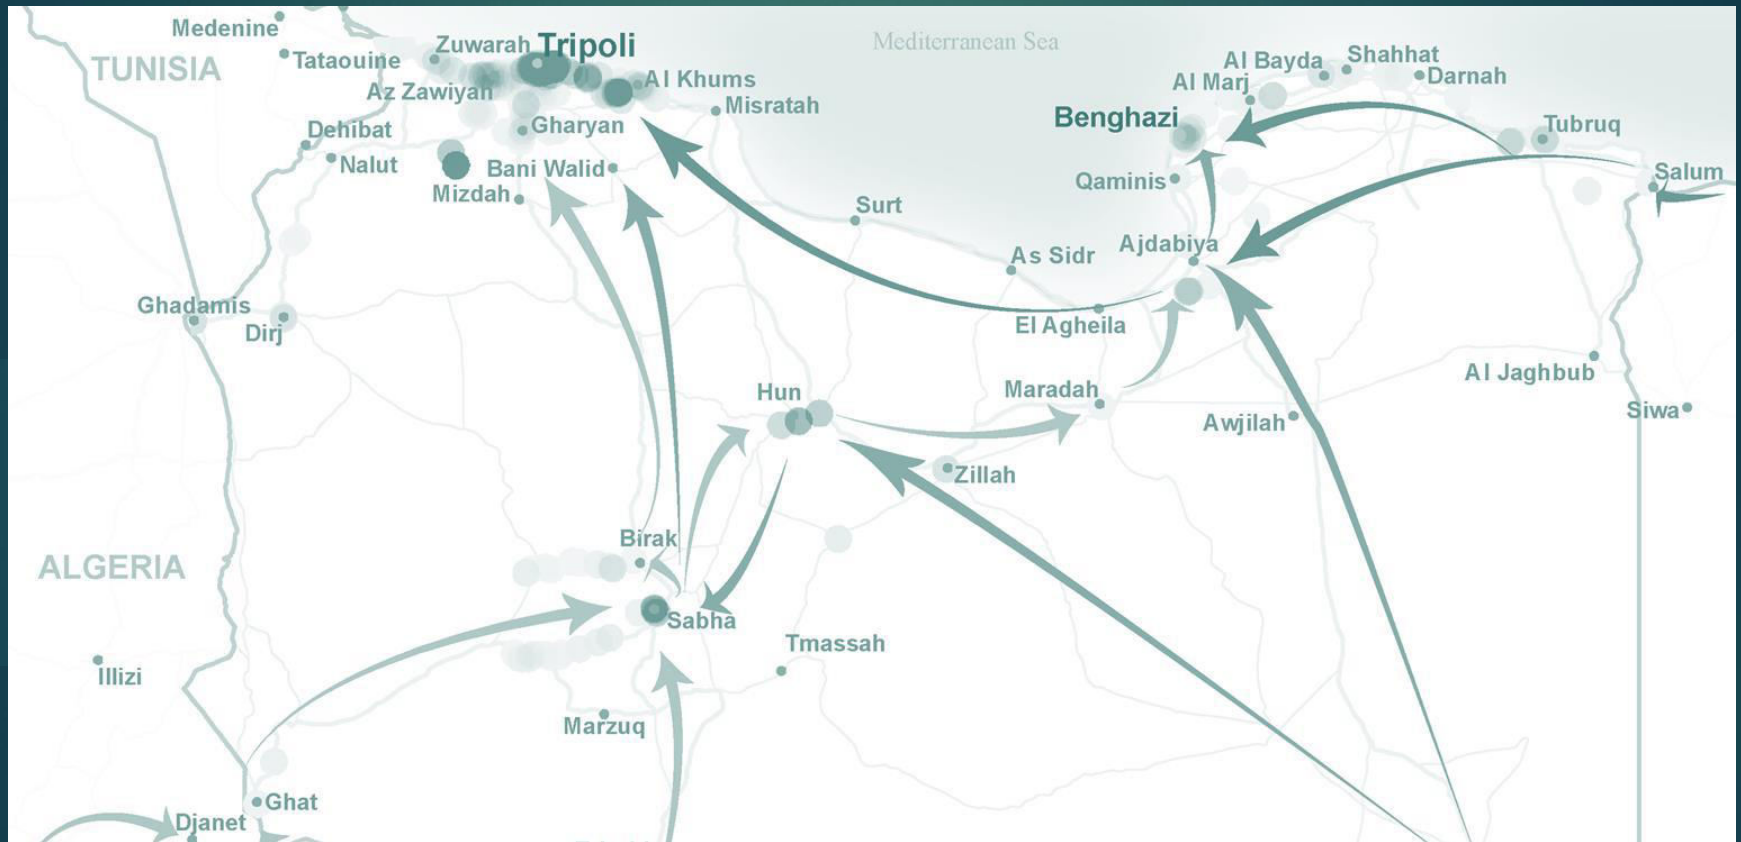 Medenine
TUNISIA
Tataouine
Zuwarah
Tripoli
Mediterranean Sea
Al Bayda
Shahhat
Az Zawiyah
Al Khums
Al Marj
Darnah
Misratah
Benghazi
Dehibat
Gharyan
Tubruq
Nalut
Bani Walid
Qaminis
Salum
Mizdah
Surt
As Sidr
Ajdabiya
Ghadamis
Dirj
El Agheila
Al Jaghbub
Hun
Maradah
Awjilah
Siwa
Zillah
Birak
ALGERIA
Sabha
Tmassah
Illizi
Marzuq
Ghat
Djanet